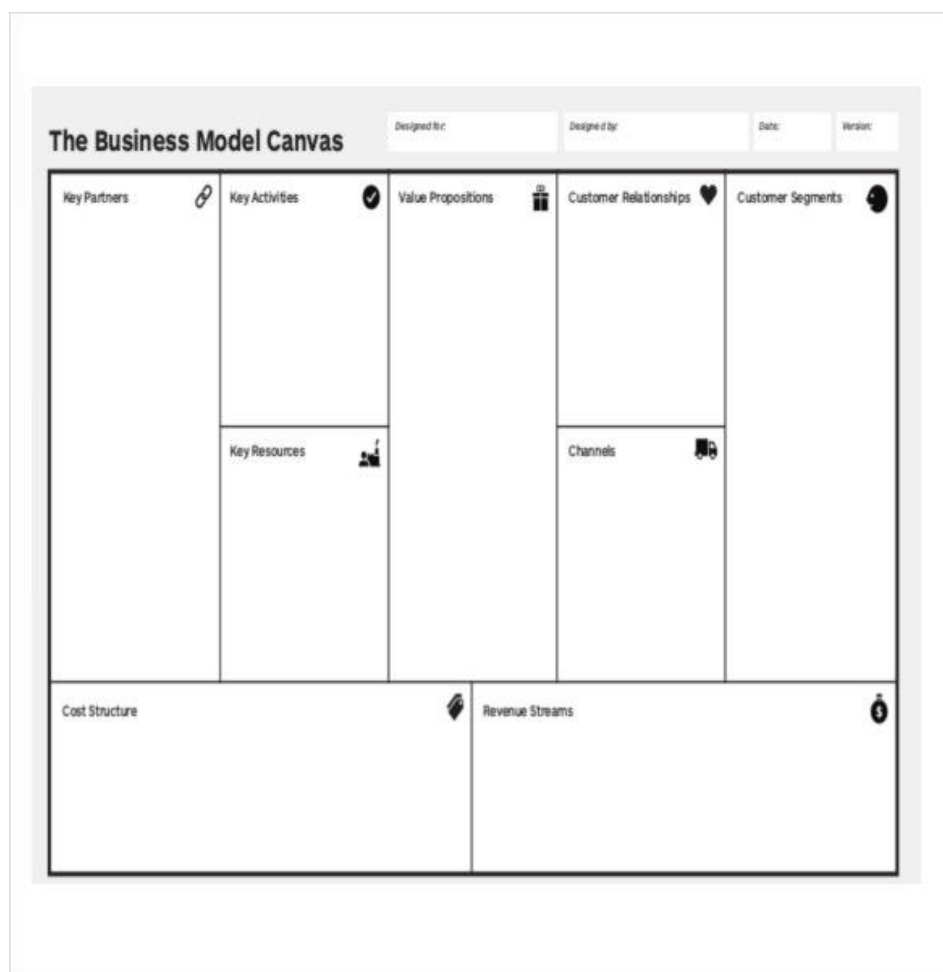 The Business Model Canvas
Designed for:
Designed by:
Date:
Version:
Key Partners
Key Activities
Value Propositions
Customer Relationships
Customer Segments
Key Resources
Channels
Cost Structure
Revenue Streams
$